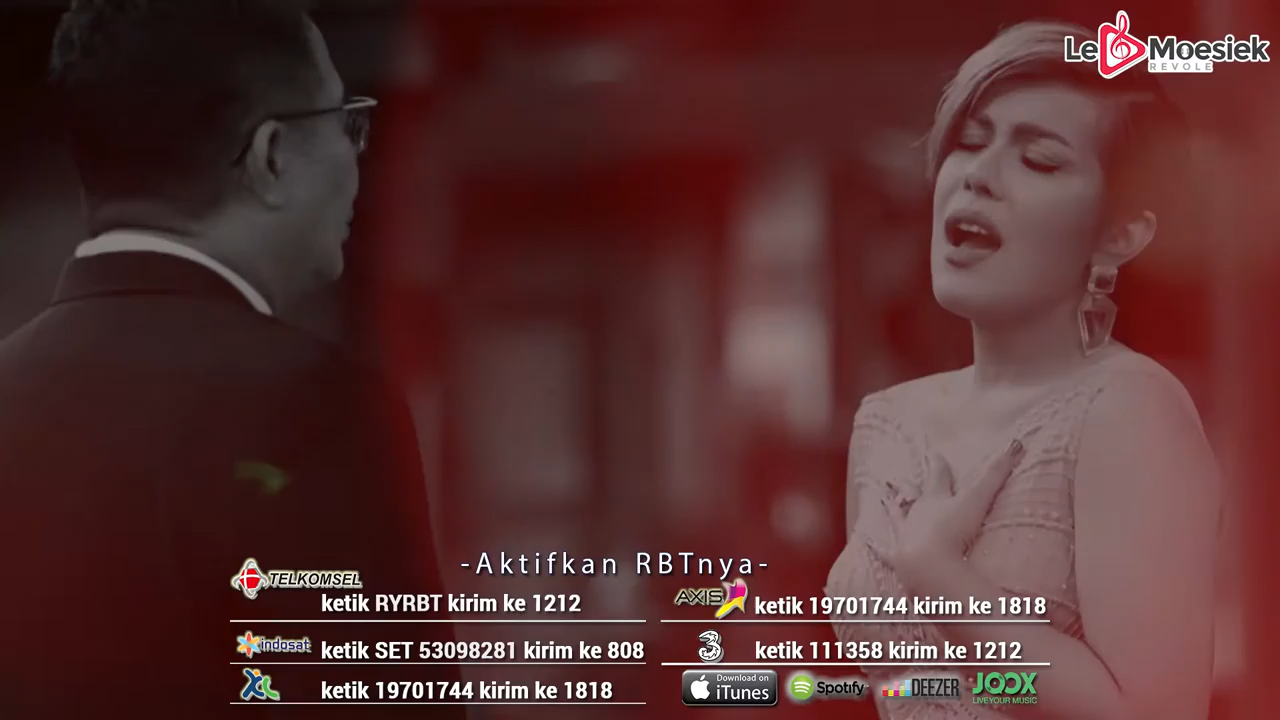 Le Moesiek
REVOLE
-Aktifkan RBTnya-
TELKOMSEL
ketik RYRBT kirim ke 1212
AXIS
ketik 19701744 kirim ke 1818
indosat
ketik SET 53098281 kirim ke 808
3
ketik 111358 kirim ke 1212
XL
ketik 19701744 kirim ke 1818
Download on
iTunes
Spotify
DEEZER
JOOX
LIVE YOUR MUSIC